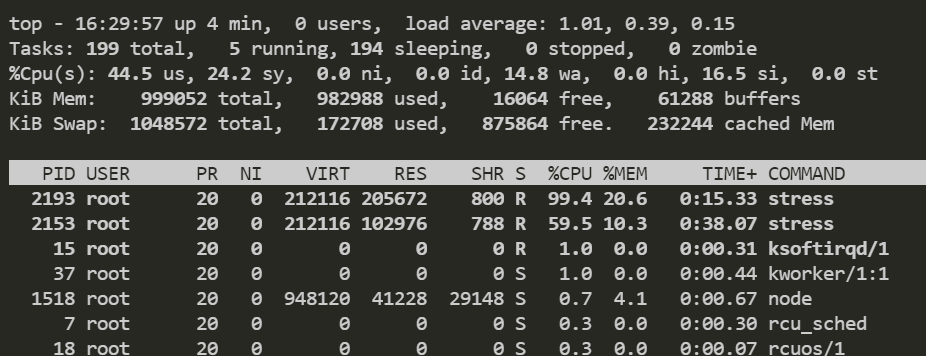 top - 16:29:57 up 4 min,  0 users,  load average: 1.01, 0.39, 0.15
Tasks: 199 total,   5 running, 194 sleeping,   0 stopped,   0 zombie
%Cpu(s): 44.5 us, 24.2 sy,  0.0 ni,  0.0 id, 14.8 wa,  0.0 hi, 16.5 si,  0.0 st
KiB Mem:    999052 total,   982988 used,    16064 free,    61288 buffers
KiB Swap:  1048572 total,   172708 used,   875864 free.   232244 cached Mem
  PID USER      PR  NI    VIRT    RES    SHR S  %CPU %MEM     TIME+ COMMAND
 2193 root      20   0  212116 205672    800 R  99.4 20.6   0:15.33 stress
 2153 root      20   0  212116 102976    788 R  59.5 10.3   0:38.07 stress
   15 root      20   0       0      0      0 R   1.0  0.0   0:00.31 ksoftirqd/1
   37 root      20   0       0      0      0 S   1.0  0.0   0:00.44 kworker/1:1
 1518 root      20   0  948120  41228  29148 S   0.7  4.1   0:00.67 node
    7 root      20   0       0      0      0 S   0.3  0.0   0:00.30 rcu_sched
   18 root      20   0       0      0      0 S   0.3  0.0   0:00.07 rcuos/1